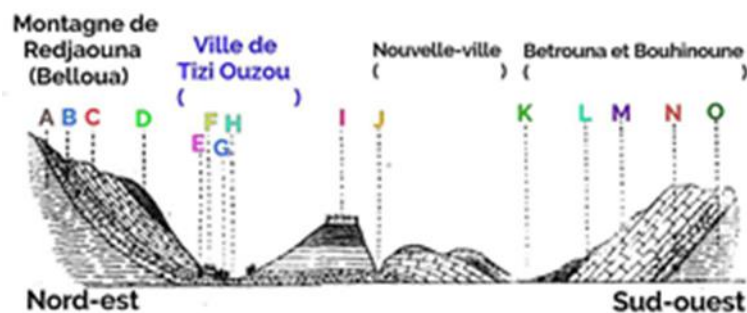 Montagne de
Redjaouna
(Belloua)
Ville de
Tizi Ouzou
( )
Nouvelle-ville
( )
Betrouna et Bouhinoune
( )
A B C D E F G H I J K L M N O
Nord-est
Sud-ouest